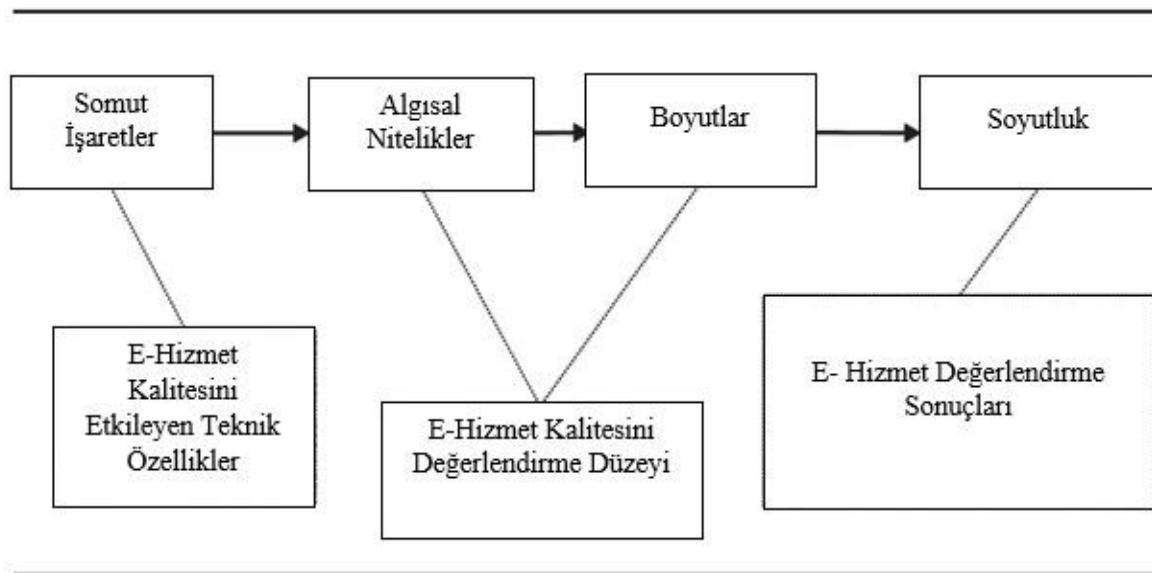 Somut
İşaretler
Algısal
Nitelikler
Boyutlar
Soyutluk
E-Hizmet
Kalitesini
Etkileyen Teknik
Özellikler
E-Hizmet Kalitesini
Değerlendirme Düzeyi
E- Hizmet Değerlendirme
Sonuçları